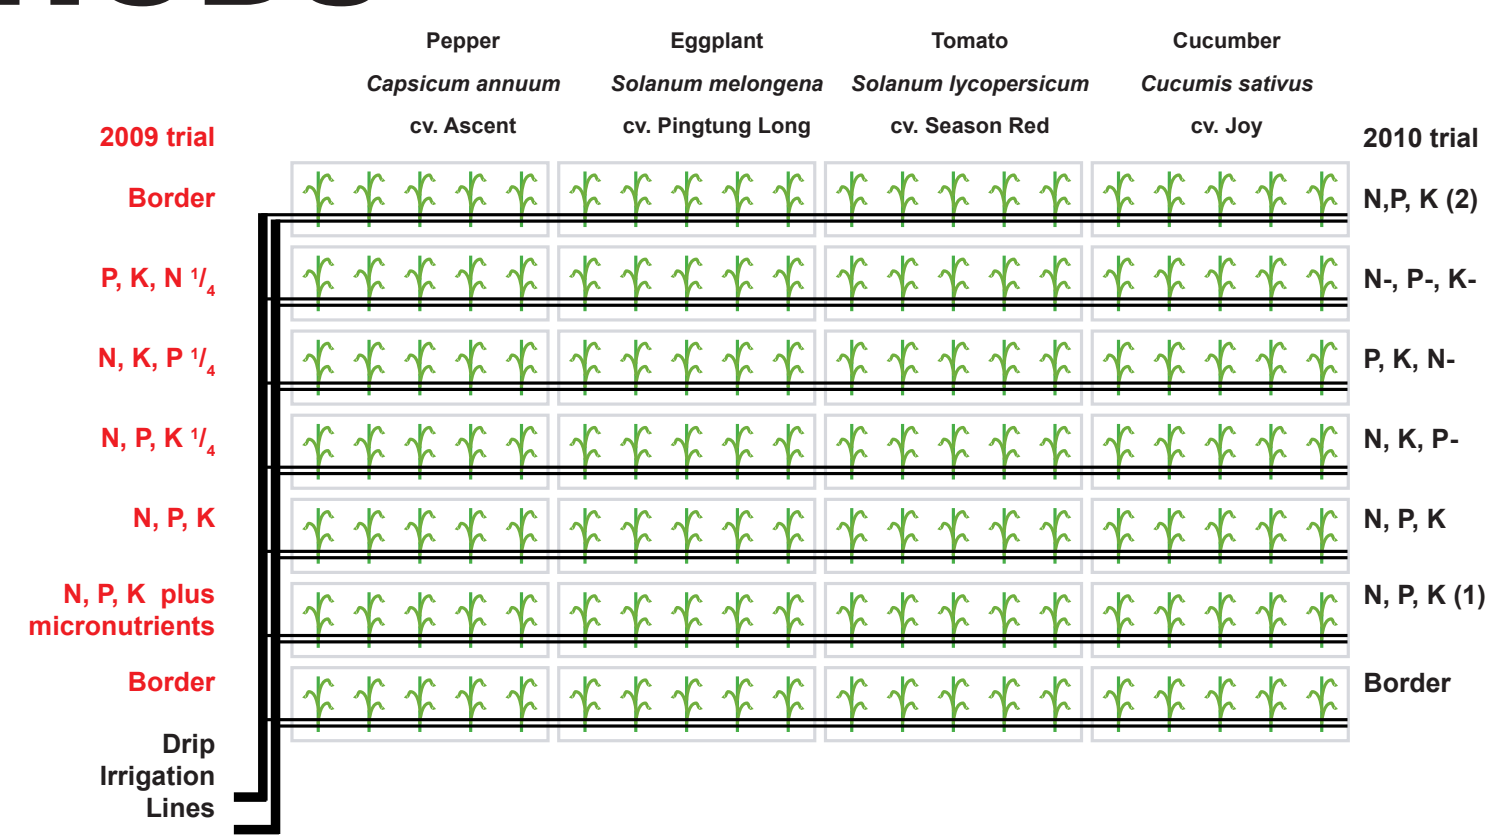 Pepper Eggplant Tomato Cucumber
Capsicum annuum Solanum melongena Solanum lycopersicum Cucumis sativus
cv. Ascent cv. Pingtung Long cv. Season Red cv. Joy
2009 trial 2010 trial
Border N,P, K (2)
P, K, N 1/4 N-, P-, K-
N, K, P 1/4 P, K, N-
N, P, K 1/4 N, K, P-
N, P, K N, P, K
N, P, K plus N, P, K (1)
micronutrients
Border Border
Drip
Irrigation
Lines